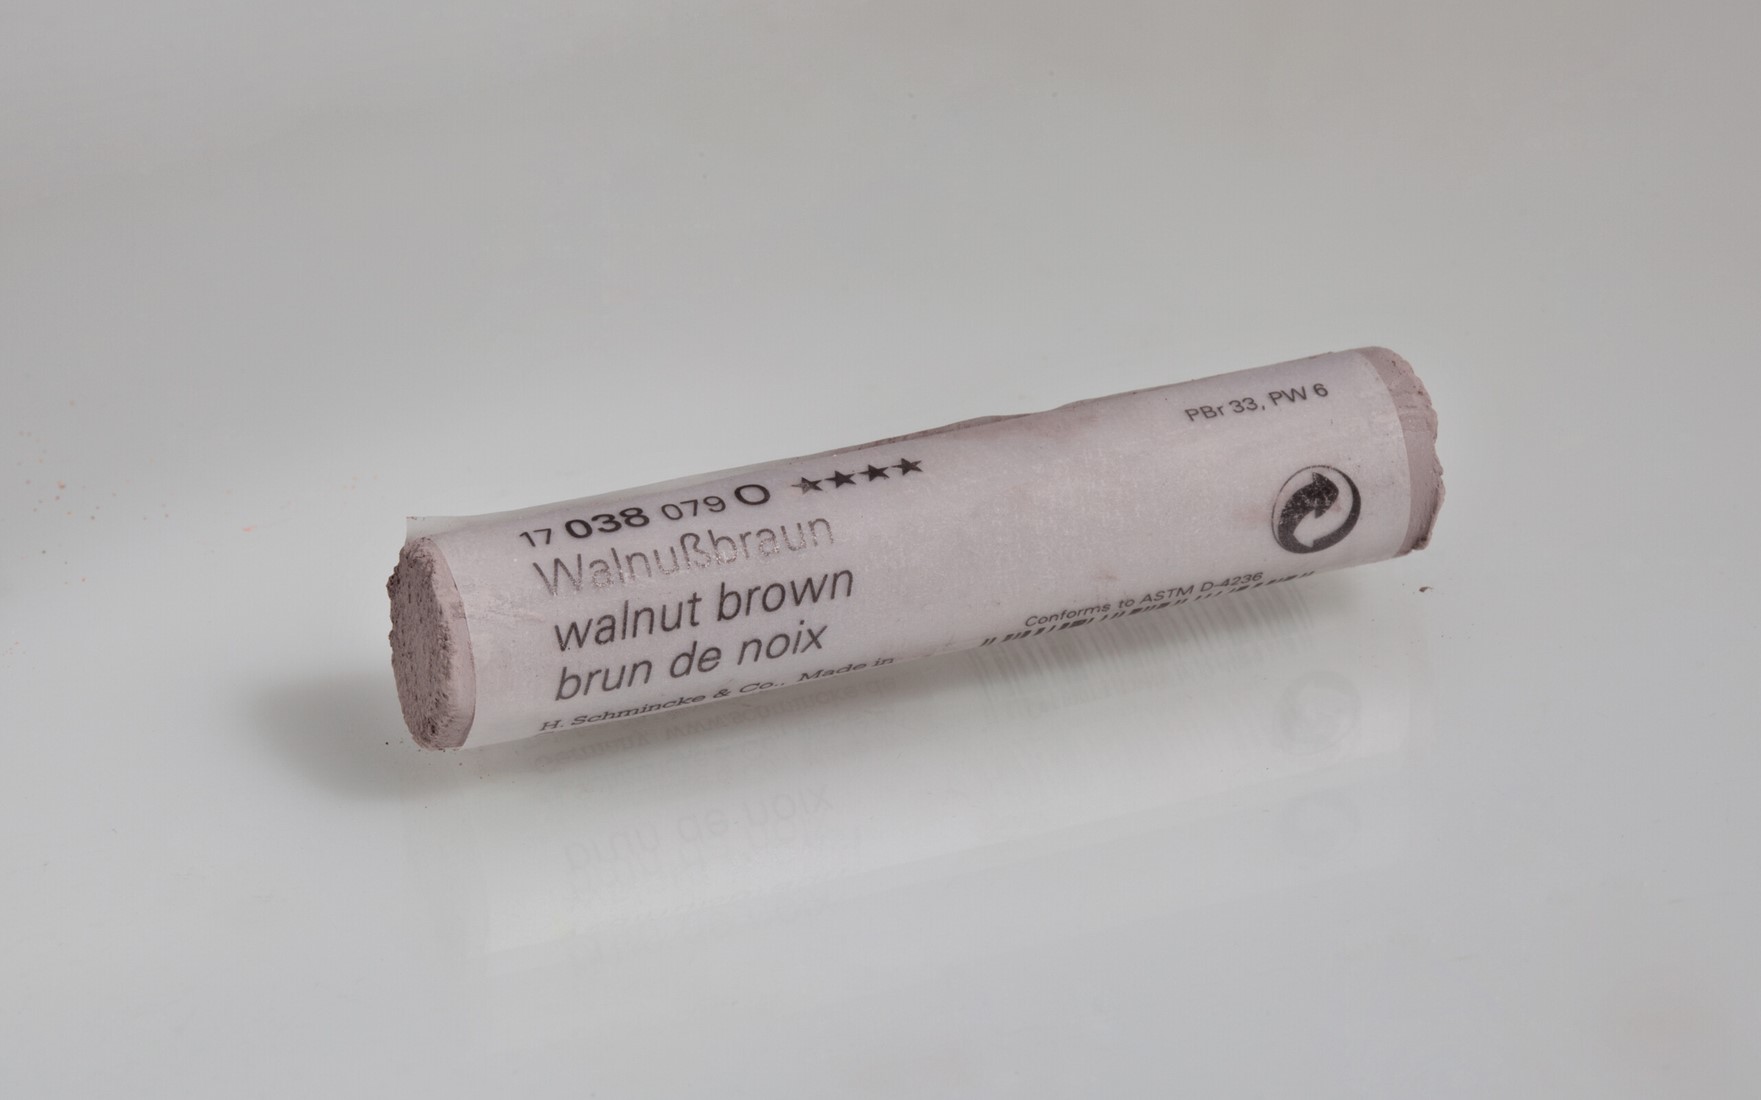 17 038 079 O ★★★★
Walnußbraun
walnut brown
brun de noix
H. Schmincke & Co., Made in
PBr 33, PW 6
Conforms to ASTM D-4236